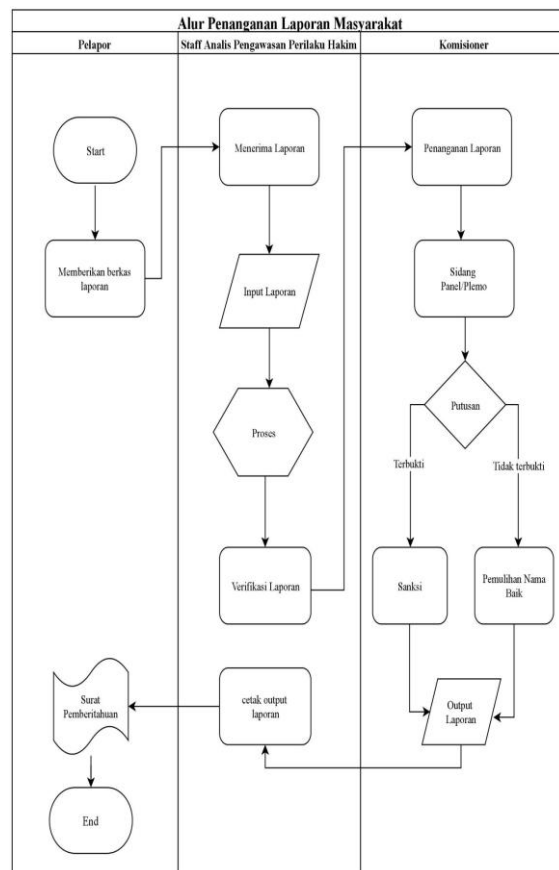 Alur Penanganan Laporan Masyarakat
Pelapor
Staff Analis Pengawasan Perilaku Hakim
Komisioner
Start
Menerima Laporan
Penanganan Laporan
Memberikan berkas
laporan
Input Laporan
Sidang
Panel/Plemo
Proses
Putusan
Terbukti
Tidak terbukti
Verifikasi Laporan
Sanksi
Pemulihan Nama
Baik
Surat
Pemberitahuan
cetak output
laporan
Output
Laporan
End